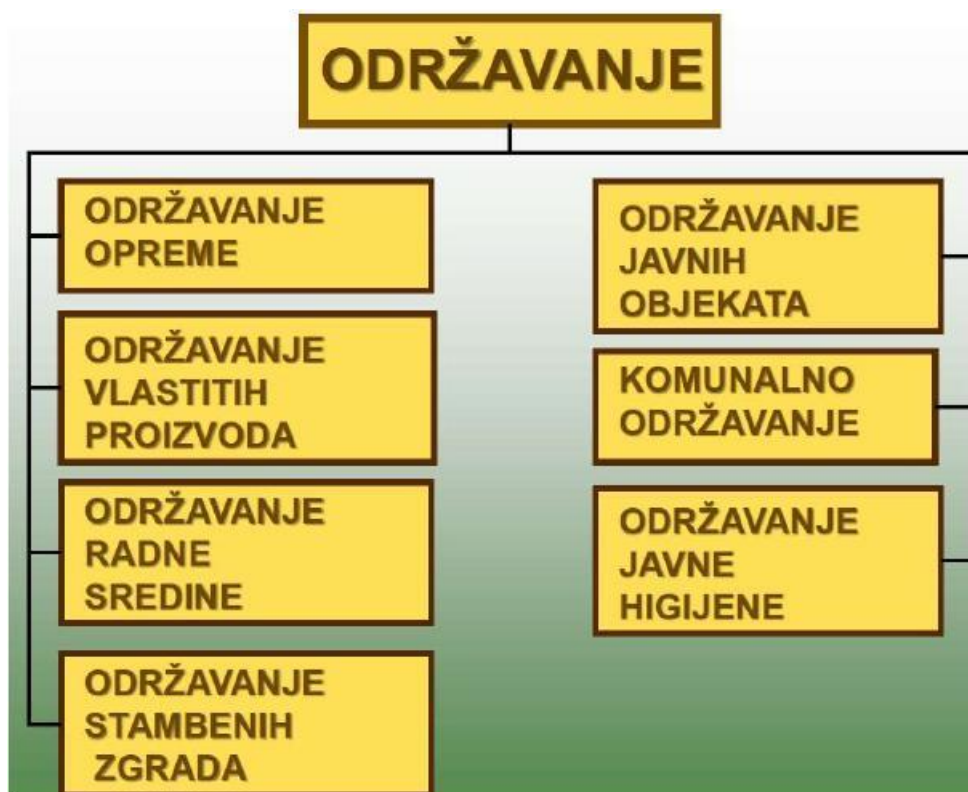 ODRŽAVANJE
ODRŽAVANJE
OPREME
ODRŽAVANJE
VLASTITIH
PROIZVODA
ODRŽAVANJE
RADNE
SREDINE
ODRŽAVANJE
STAMBENIH
ZGRADA
ODRŽAVANJE
JAVNIH
OBJEKATA
KOMUNALNO
ODRŽAVANJE
ODRŽAVANJE
JAVNE
HIGIJENE